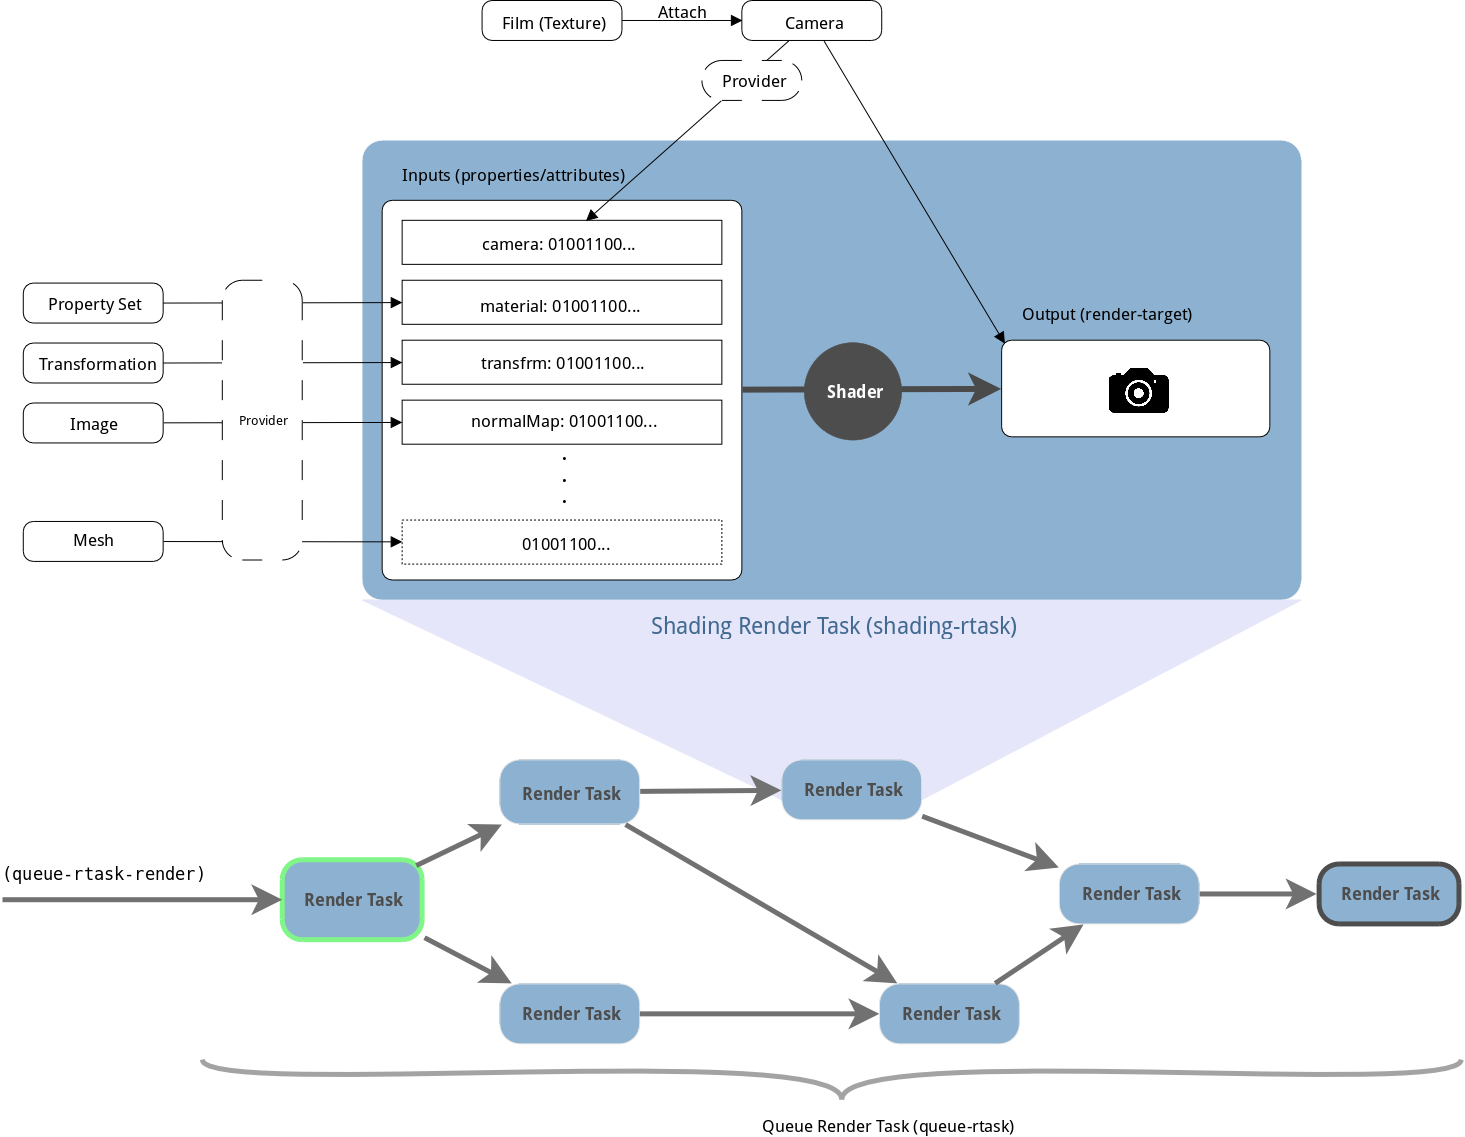 Film (Texture)
Attach
Camera
Provider
Inputs (properties/attributes)
camera: 01001100...
Property Set
material: 01001100...
Output (render-target)
Transformation
transfrm: 01001100...
Shader
Image
Provider
normalMap: 01001100...
.
.
.
Mesh
01001100...
Shading Render Task (shading-rtask)
Render Task
Render Task
(queue-rtask-render)
Render Task
Render Task
Render Task
Render Task
Render Task
Queue Render Task (queue-rtask)